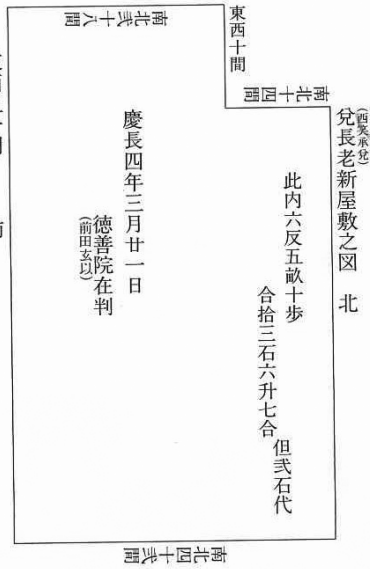 (西笑承兌)
兌長老新屋敷之図　北
南北十四間
東西十間
此内六反五畝十歩
合拾三石六升七合
但弐石代
慶長四年三月廿一日
徳善院在判
(前田玄以)
南北弐十八間
南北四十弐間